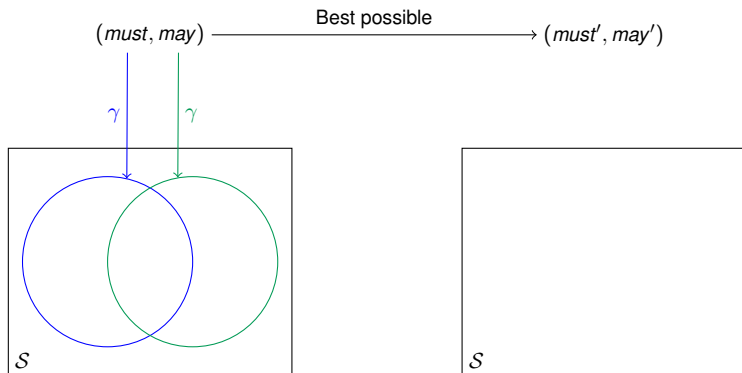 Best possible
(must, may)
(must′, may′)
γ
γ
S
S